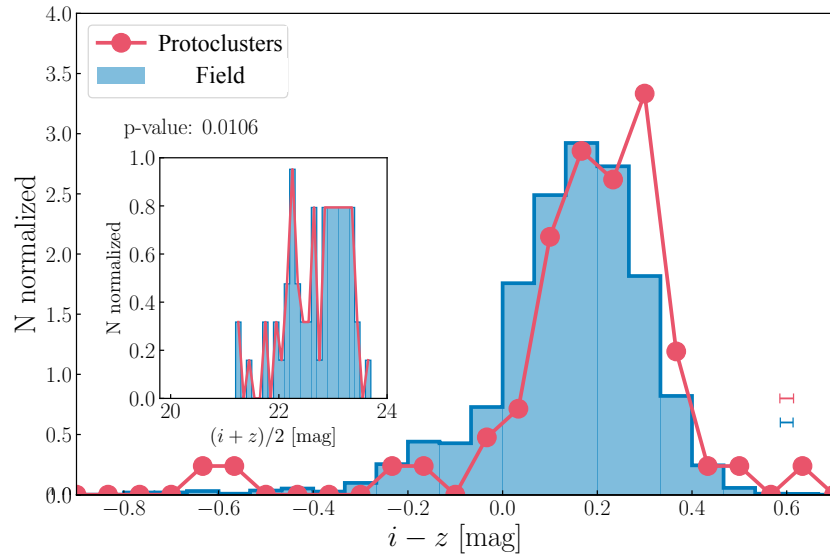 Protoclusters
Field
p-value: 0.0106
N normalized
4.0
3.5
3.0
2.5
2.0
1.5
1.0
0.5
0.0
N normalized
1.0
0.8
0.6
0.4
0.2
0.0
20 22 24
(i + z)/2 [mag]
−0.8 −0.6 −0.4 −0.2 0.0 0.2 0.4 0.6
i − z [mag]